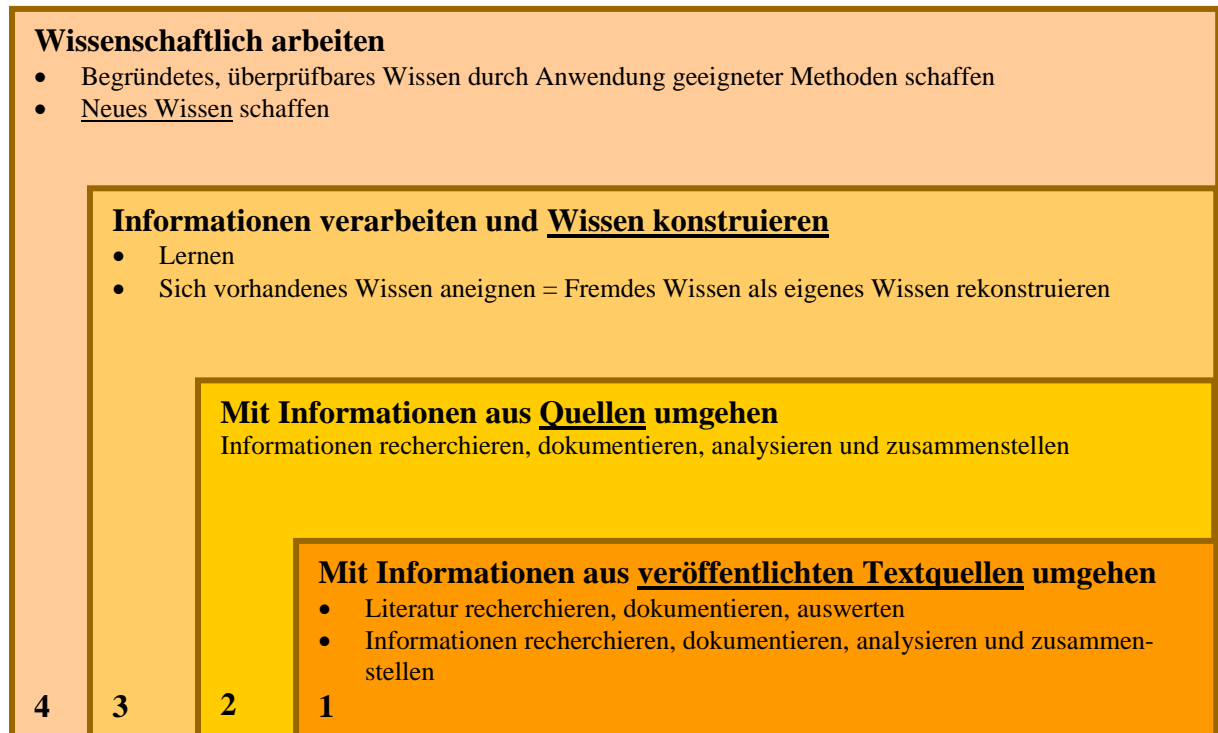 Wissenschaftlich arbeiten
• Begründetes, überprüfbares Wissen durch Anwendung geeigneter Methoden schaffen
• Neues Wissen schaffen
Informationen verarbeiten und Wissen konstruieren
• Lernen
• Sich vorhandenes Wissen aneignen = Fremdes Wissen als eigenes Wissen rekonstruieren
Mit Informationen aus Quellen umgehen
Informationen recherchieren, dokumentieren, analysieren und zusammenstellen
Mit Informationen aus veröffentlichten Textquellen umgehen
• Literatur recherchieren, dokumentieren, auswerten
• Informationen recherchieren, dokumentieren, analysieren und zusammen-
stellen
4 3 2 1